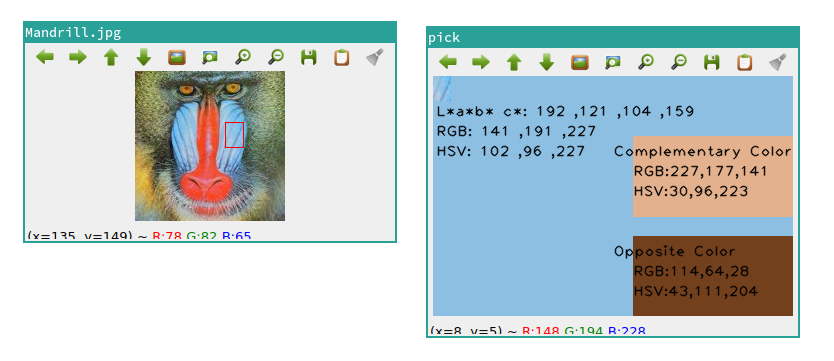 Mandrill.jpg
(x=135, y=149) ~ R:78 G:82 B:65
pick
L*a*b* c*: 192 ,121 ,104 ,159
RGB: 141 ,191 ,227
HSV: 102 ,96 ,227
Complementary Color
RGB:227,177,141
HSV:30,96,223
Opposite Color
RGB:114,64,28
HSV:43,111,204
(x=8, y=5) ~ R:148 G:194 B:228